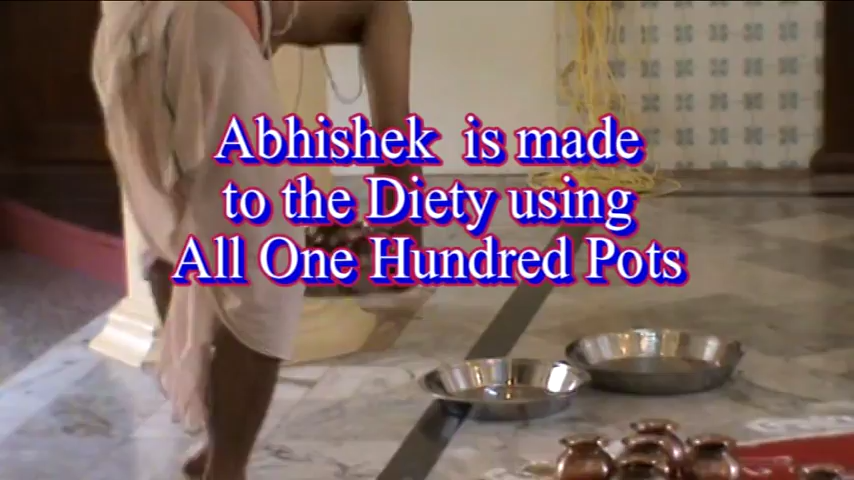 Abhishek is made
to the Diety using
All One Hundred Pots